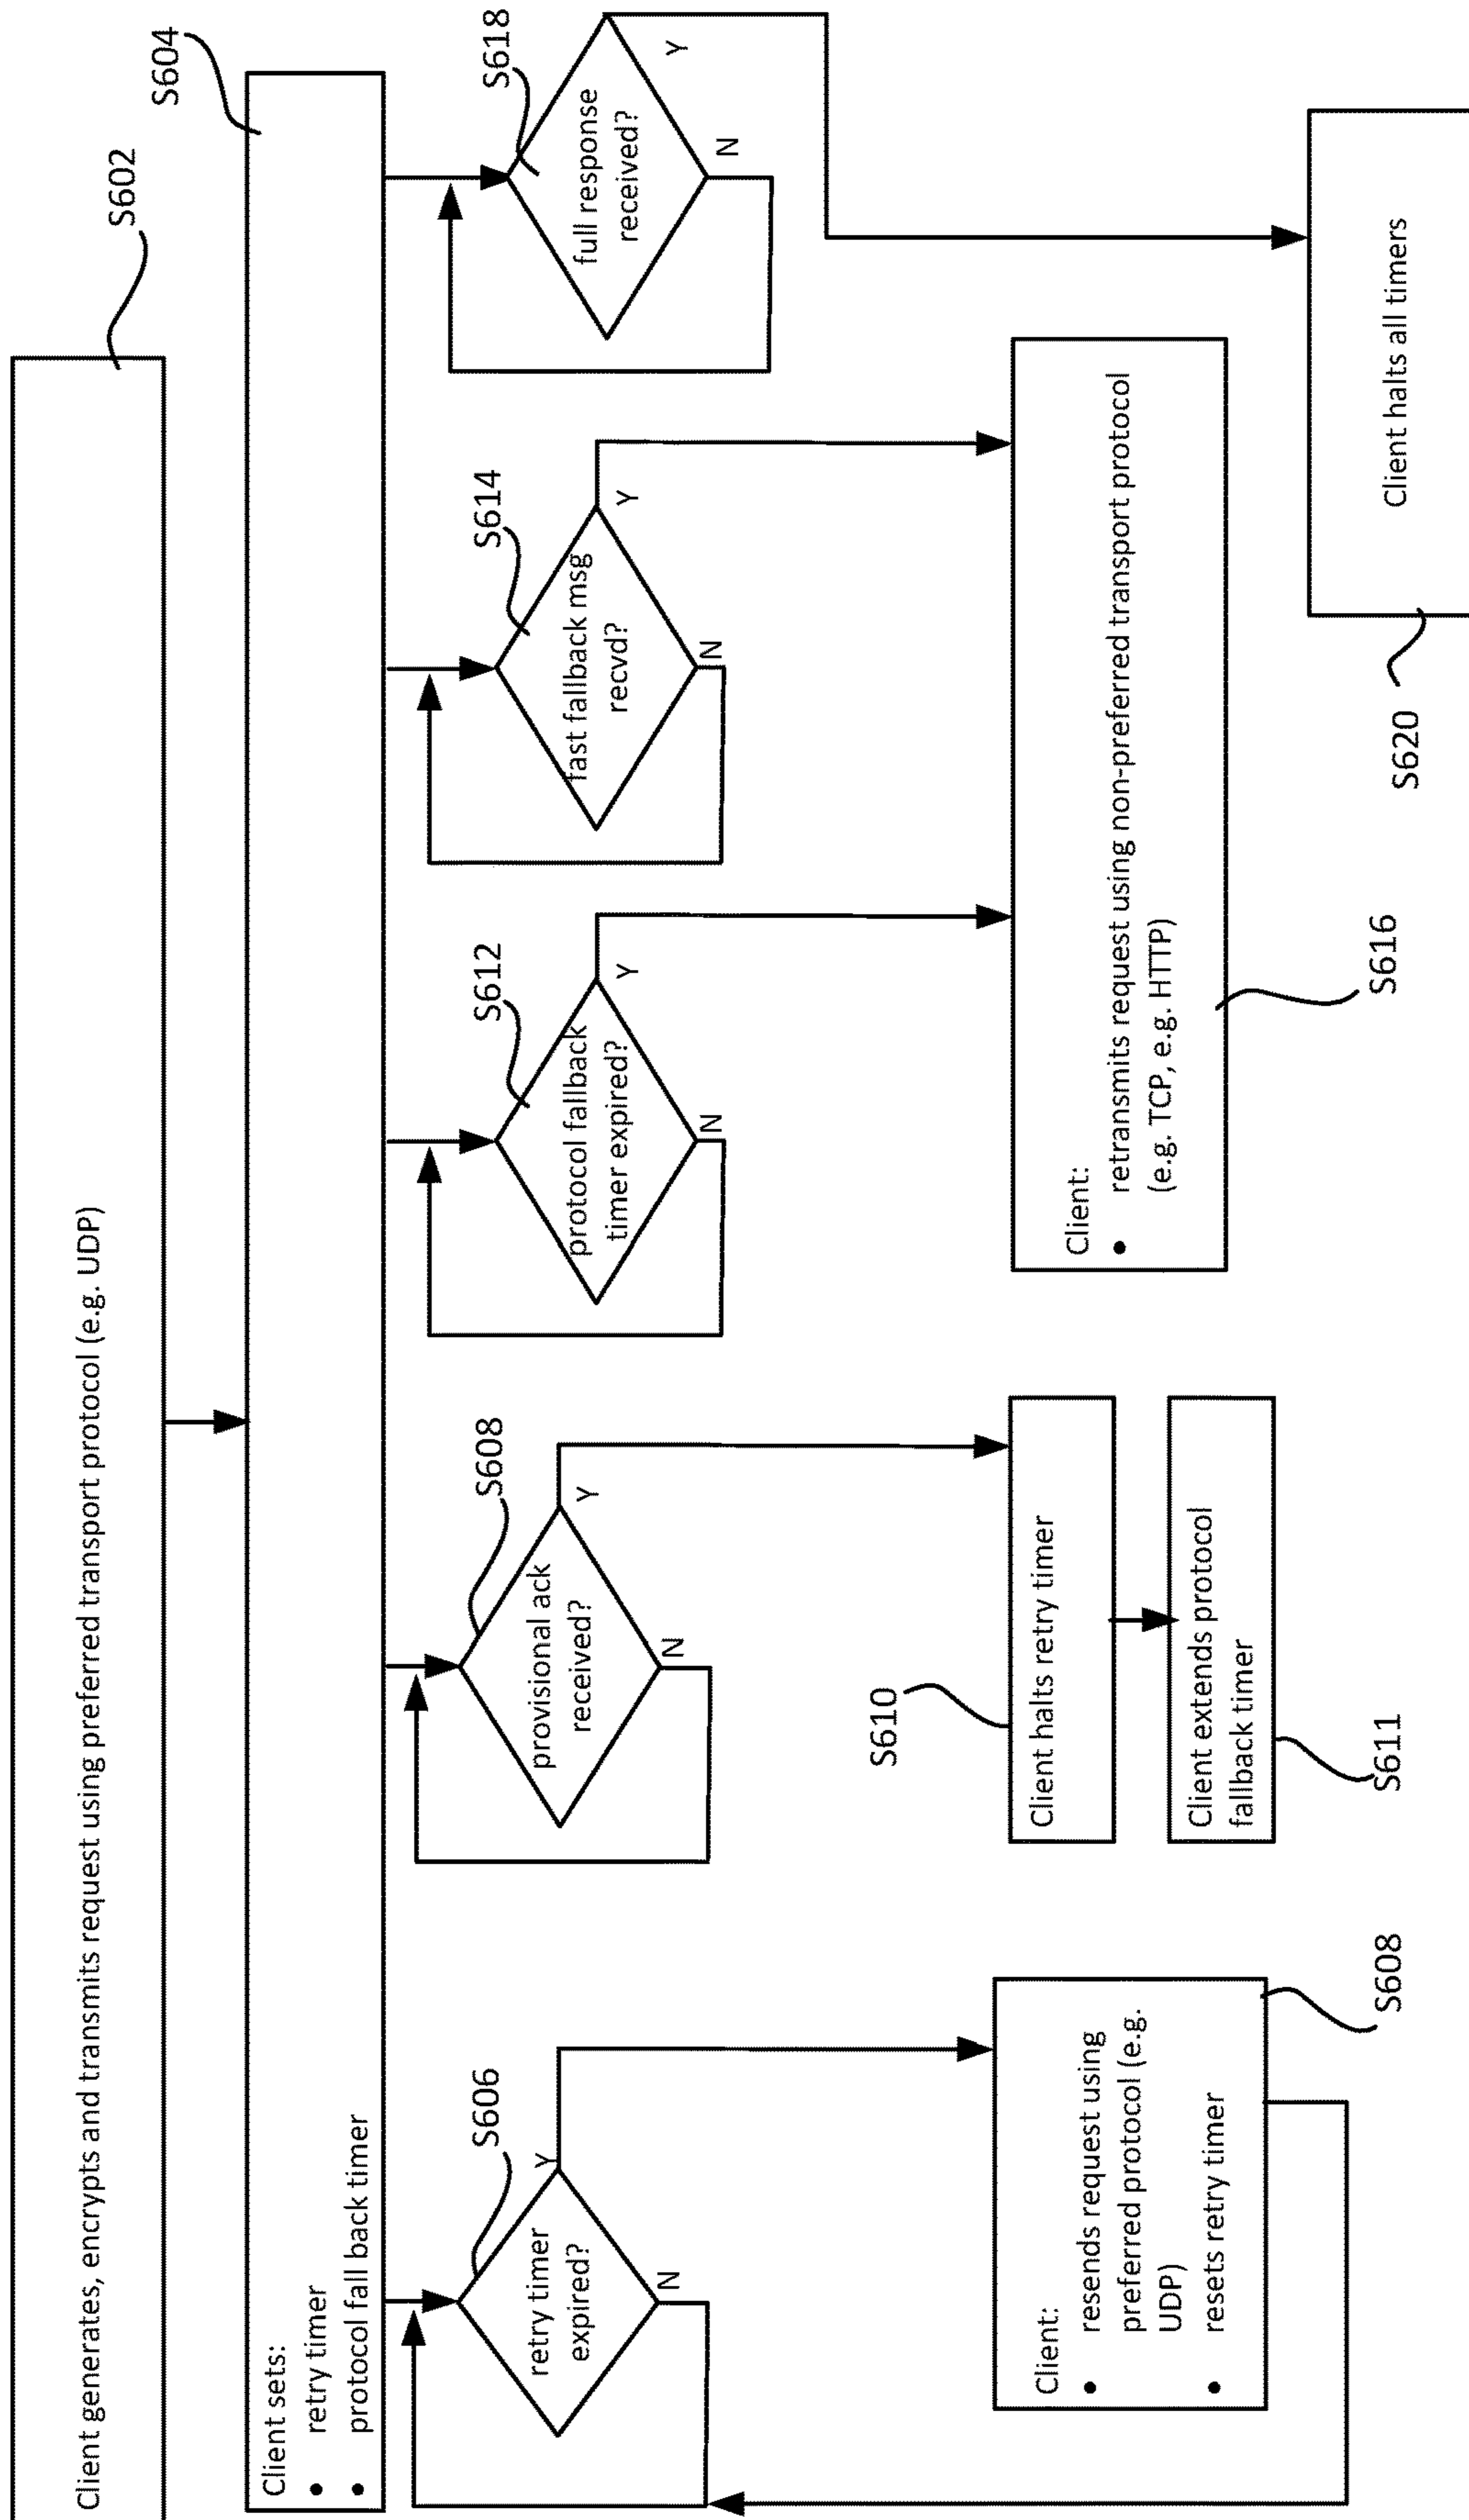 Client generates, encrypts and transmits request using preferred transport protocol (e.g. UDP)
S602
Client sets:
• retry timer
• protocol fall back timer
S604
retry timer
expired?
S606
Y
N
provisional ack
received?
S608
Y
N
protocol fallback
timer expired?
S612
Y
N
fast fallback msg
recvd?
S614
Y
N
full response
received?
S618
Y
N
Client:
• resends request using
preferred protocol (e.g.
UDP)
• resets retry timer
S608
Client halts retry timer
S610
Client extends protocol
fallback timer
S611
Client:
• retransmits request using non-preferred transport protocol
(e.g. TCP, e.g. HTTP)
S616
Client halts all timers
S620